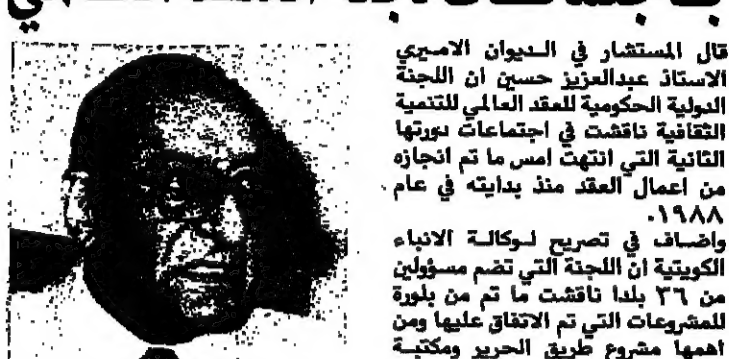 قال المستشار في الديوان الاميري
الاستاذ عبدالعزيز حسين ان اللجنة
الدولية الحكومية للعقد العالمي للتنمية
الثقافية ناقشت في اجتماعات دورتها
الثانية التي انتهت امس ما تم انجازه
من اعمال العقد منذ بدايته في عام
١٩٨٨.
واضاف في تصريح لوكالة الانباء
الكويتية ان اللجنة التي تضم مسؤولين
من ٣٦ بلدا ناقشت ما تم من بلورة
للمشروعات التي تم الاتفاق عليها ومن
اهمها مشروع طريق الحرير ومكتبة